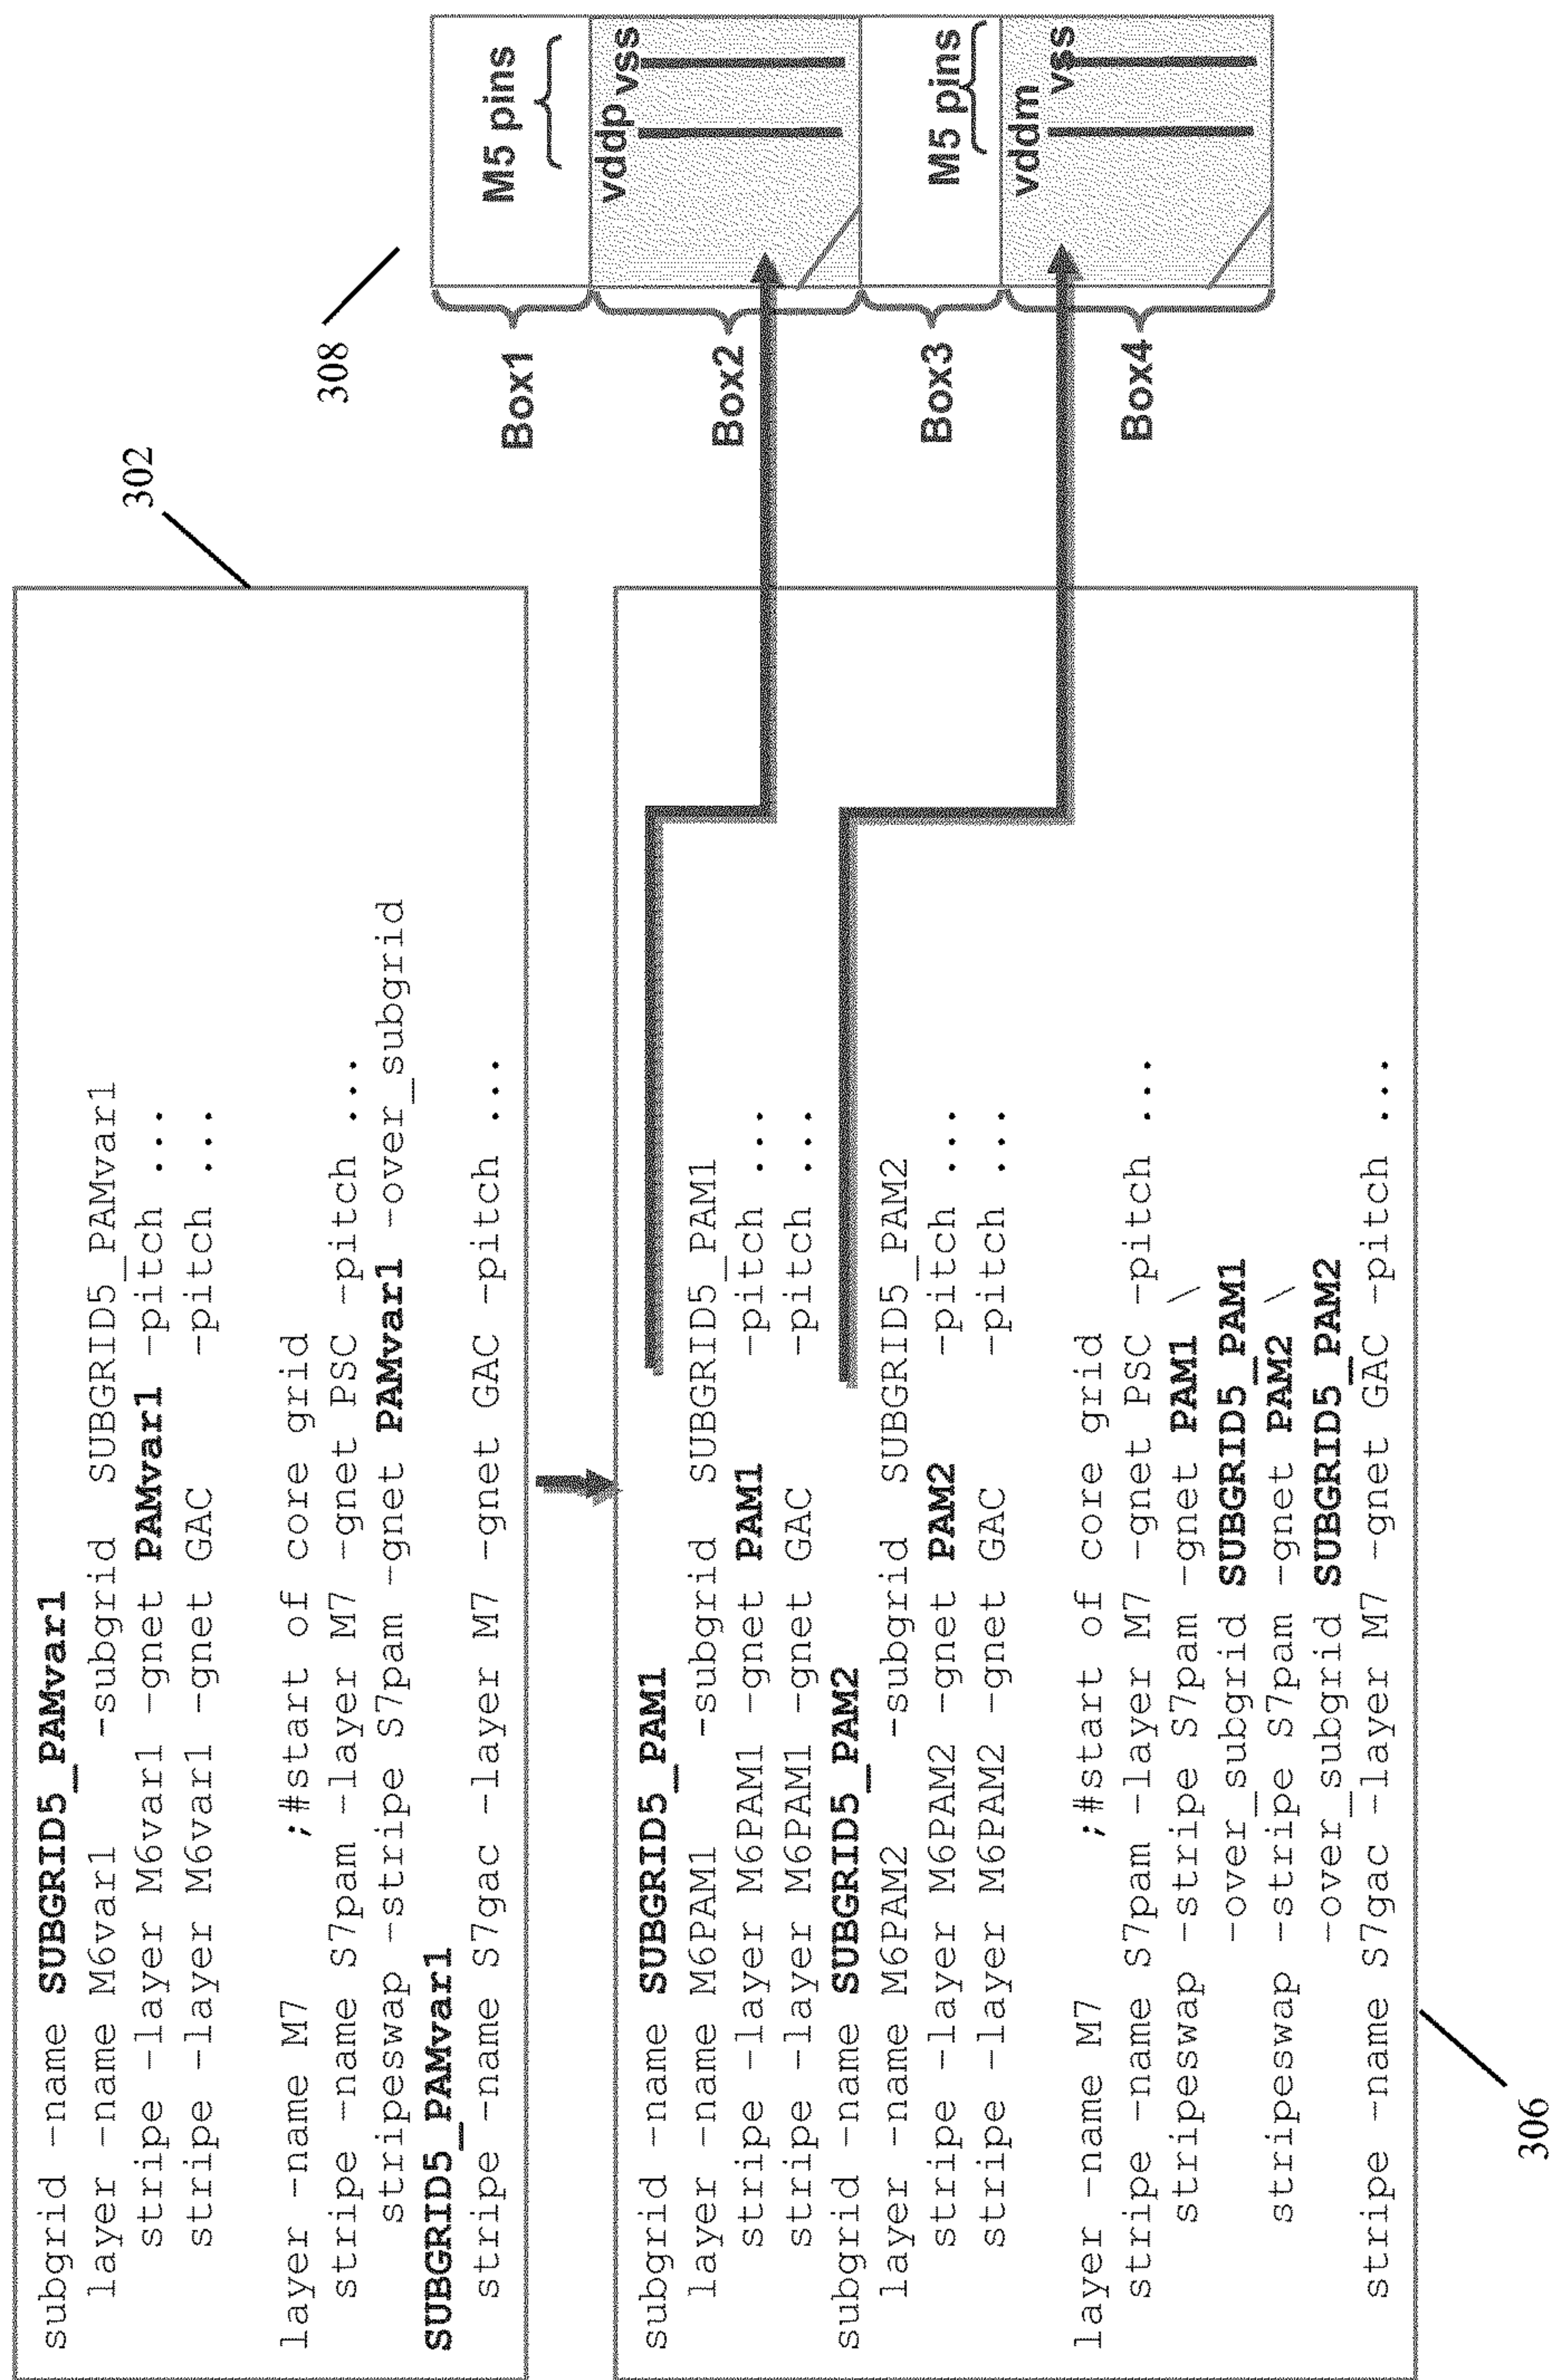 302
subgrid -name SUBGRID5_PAMvar1
layer -name M6var1 -subgrid SUBGRID5_PAMvar1
stripe -layer M6var1 -gnet PAMvar1 -pitch ...
stripe -layer M6var1 -gnet GAC -pitch ...
layer -name M7 ;#start of core grid
stripe -name S7pam -layer M7 -gnet PSC -pitch ...
stripeswap -stripe S7pam -gnet PAMvar1 -over_subgrid
SUBGRID5_PAMvar1
stripe -name S7gac -layer M7 -gnet GAC -pitch ...
subgrid -name SUBGRID5_PAM1
layer -name M6PAM1 -subgrid SUBGRID5_PAM1
stripe -layer M6PAM1 -gnet PAM1 -pitch ...
stripe -layer M6PAM1 -gnet GAC -pitch ...
subgrid -name SUBGRID5_PAM2
layer -name M6PAM2 -subgrid SUBGRID5_PAM2
stripe -layer M6PAM2 -gnet PAM2 -pitch ...
stripe -layer M6PAM2 -gnet GAC -pitch ...
layer -name M7 ;#start of core grid
stripe -name S7pam -layer M7 -gnet PSC -pitch ...
stripeswap -stripe S7pam -gnet PAM1 \
-over_subgrid SUBGRID5_PAM1
stripeswap -stripe S7pam -gnet PAM2 \
-over_subgrid SUBGRID5_PAM2
stripe -name S7gac -layer M7 -gnet GAC -pitch ...
306
308
Box1
M5 pins
Box2
vddp vss
Box3
M5 pins
Box4
vddm vss